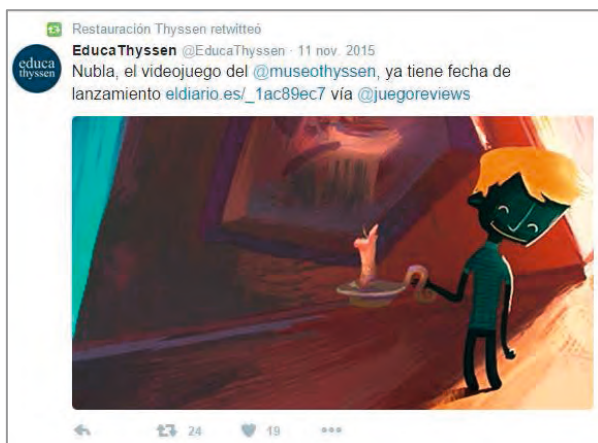 Restauración Thyssen retwitteó
EducaThyssen @EducaThyssen · 11 nov. 2015
educa
thyssen
Nubla, el videojuego del @museothyssen, ya tiene fecha de
lanzamiento eldiario.es/_1ac89ec7 vía @juegoreviews
24
19